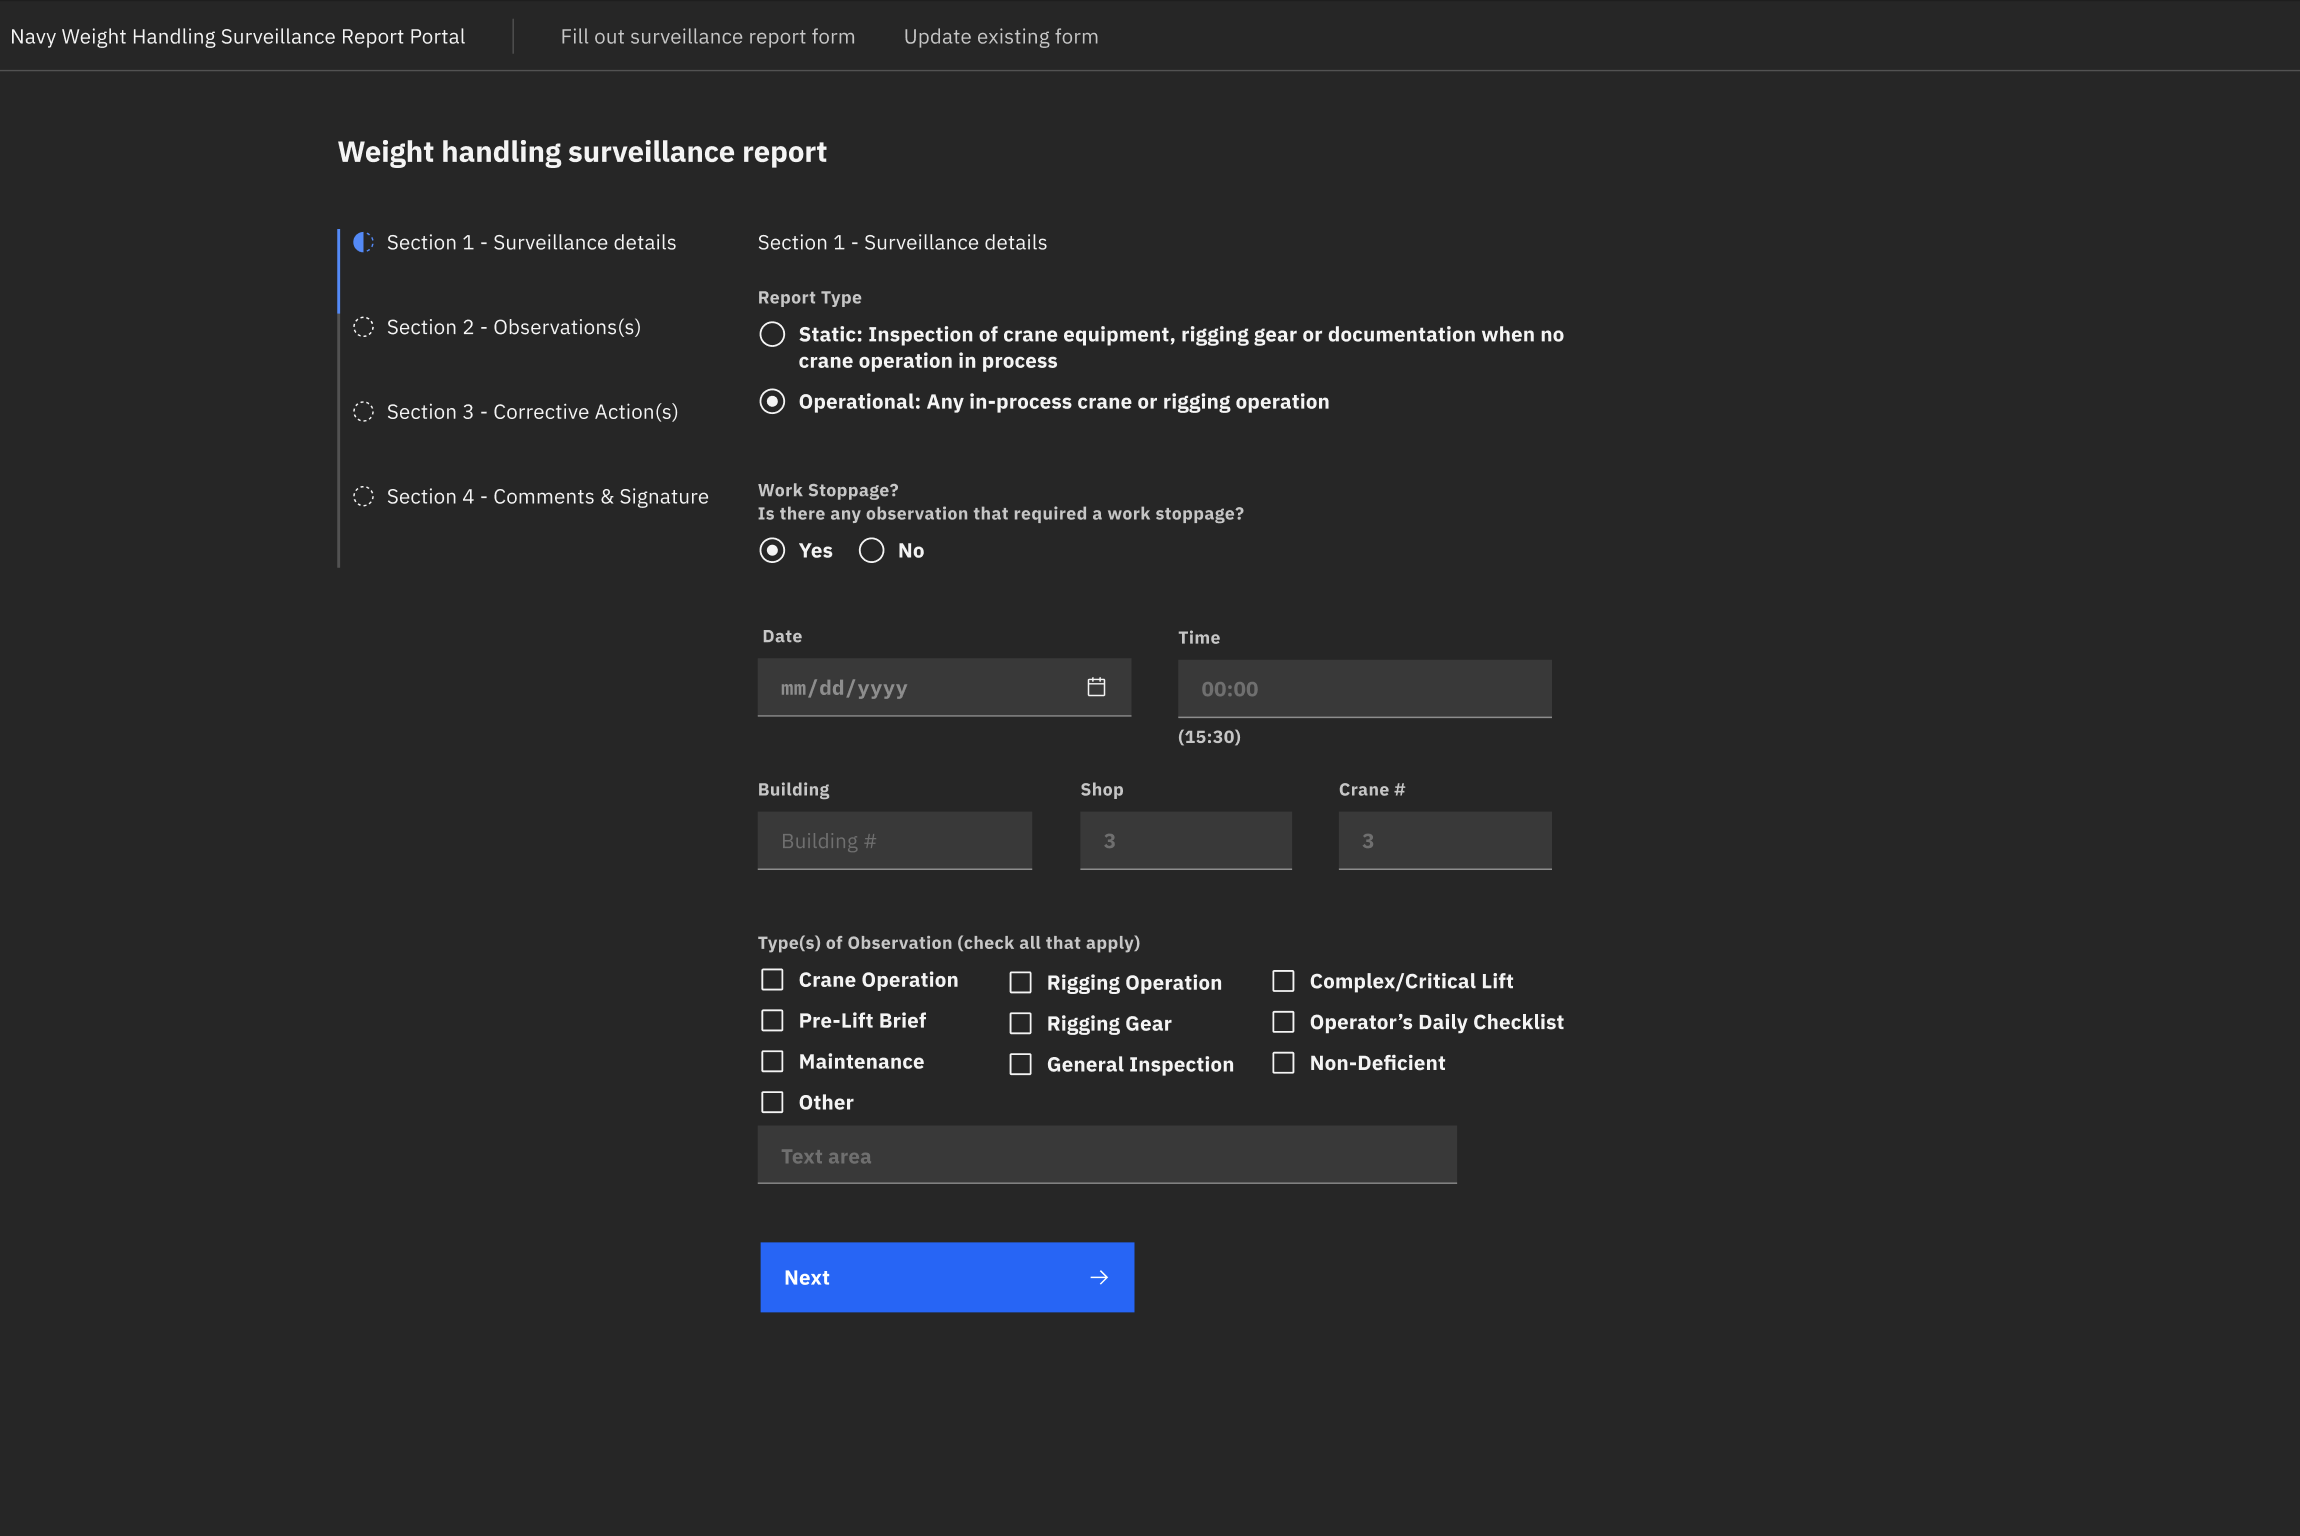 Navy Weight Handling Surveillance Report Portal
Fill out surveillance report form
Update existing form
Weight handling surveillance report
Section 1 - Surveillance details
Section 2 - Observations(s)
Section 3 - Corrective Action(s)
Section 4 - Comments & Signature
Section 1 - Surveillance details
Report Type
Static: Inspection of crane equipment, rigging gear or documentation when no
crane operation in process
Operational: Any in-process crane or rigging operation
Work Stoppage?
Is there any observation that required a work stoppage?
Yes
No
Date
Time
mm/dd/yyyy
00:00
(15:30)
Building
Shop
Crane #
Building #
3
3
Type(s) of Observation (check all that apply)
Crane Operation
Rigging Operation
Complex/Critical Lift
Pre-Lift Brief
Rigging Gear
Operator’s Daily Checklist
Maintenance
General Inspection
Non-Deficient
Other
Text area
Next